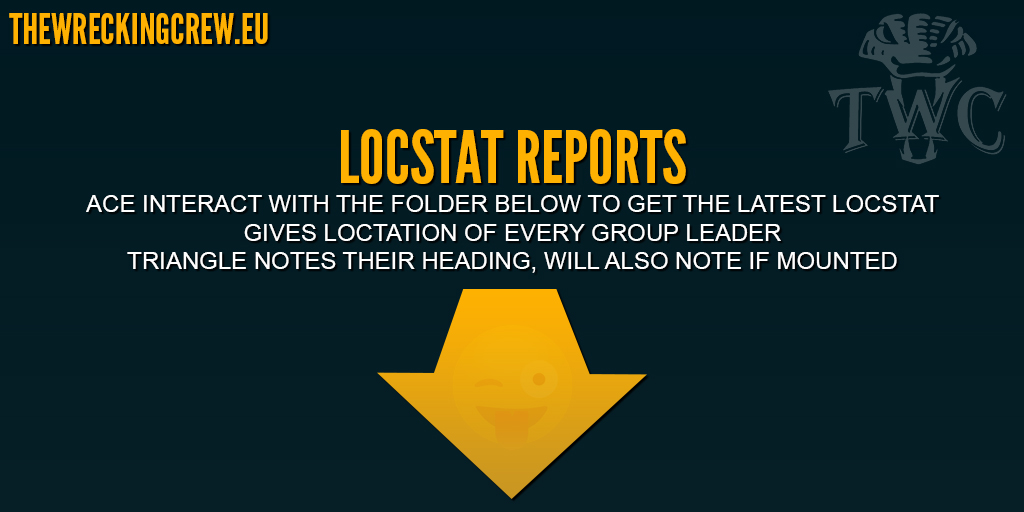 THEWRECKINGCREW.EU
TWC
LOCSTAT REPORTS
ACE INTERACT WITH THE FOLDER BELOW TO GET THE LATEST LOCSTAT
GIVES LOCTATION OF EVERY GROUP LEADER
TRIANGLE NOTES THEIR HEADING, WILL ALSO NOTE IF MOUNTED